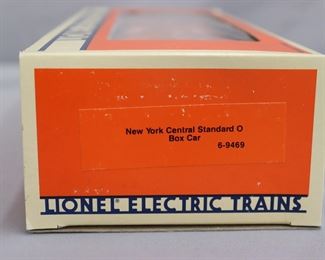 New York Central Standard O
Box Car
6-9469
LIONEL ELECTRIC TRAINS